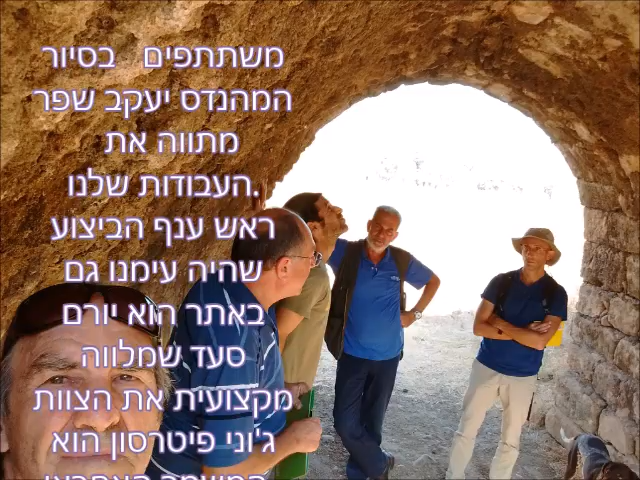 משתתפים בסיור
המהנדס יעקב שפר
מתווה את
העבודות שלנו.
ראש ענף הביצוע
שהיה עימנו גם
באתר הוא יורם
סעד שמלווה
מקצועית את הצוות
ג'וני פיטרסון הוא